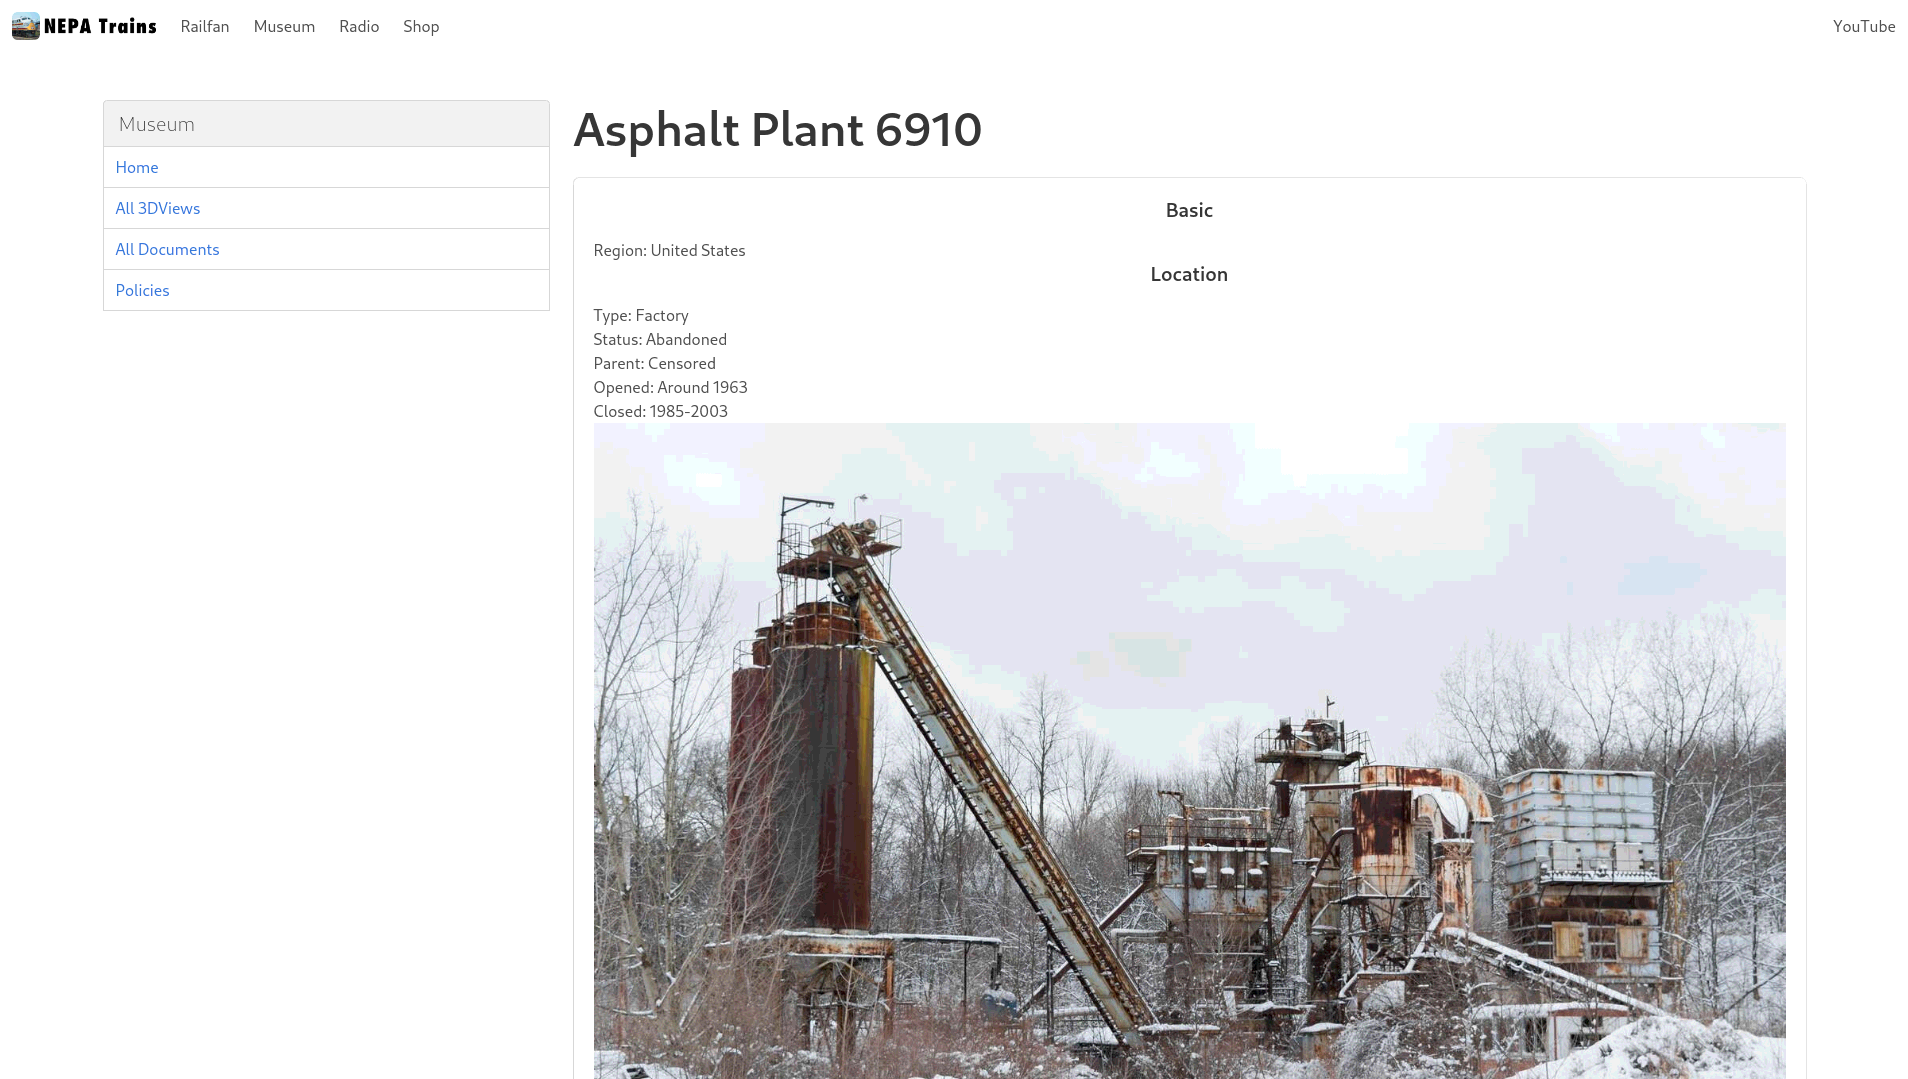 NEPA Trains Railfan Museum Radio Shop YouTube
Museum
Home
All 3DViews
All Documents
Policies
Asphalt Plant 6910
Basic
Region: United States
Location
Type: Factory
Status: Abandoned
Parent: Censored
Opened: Around 1963
Closed: 1985-2003